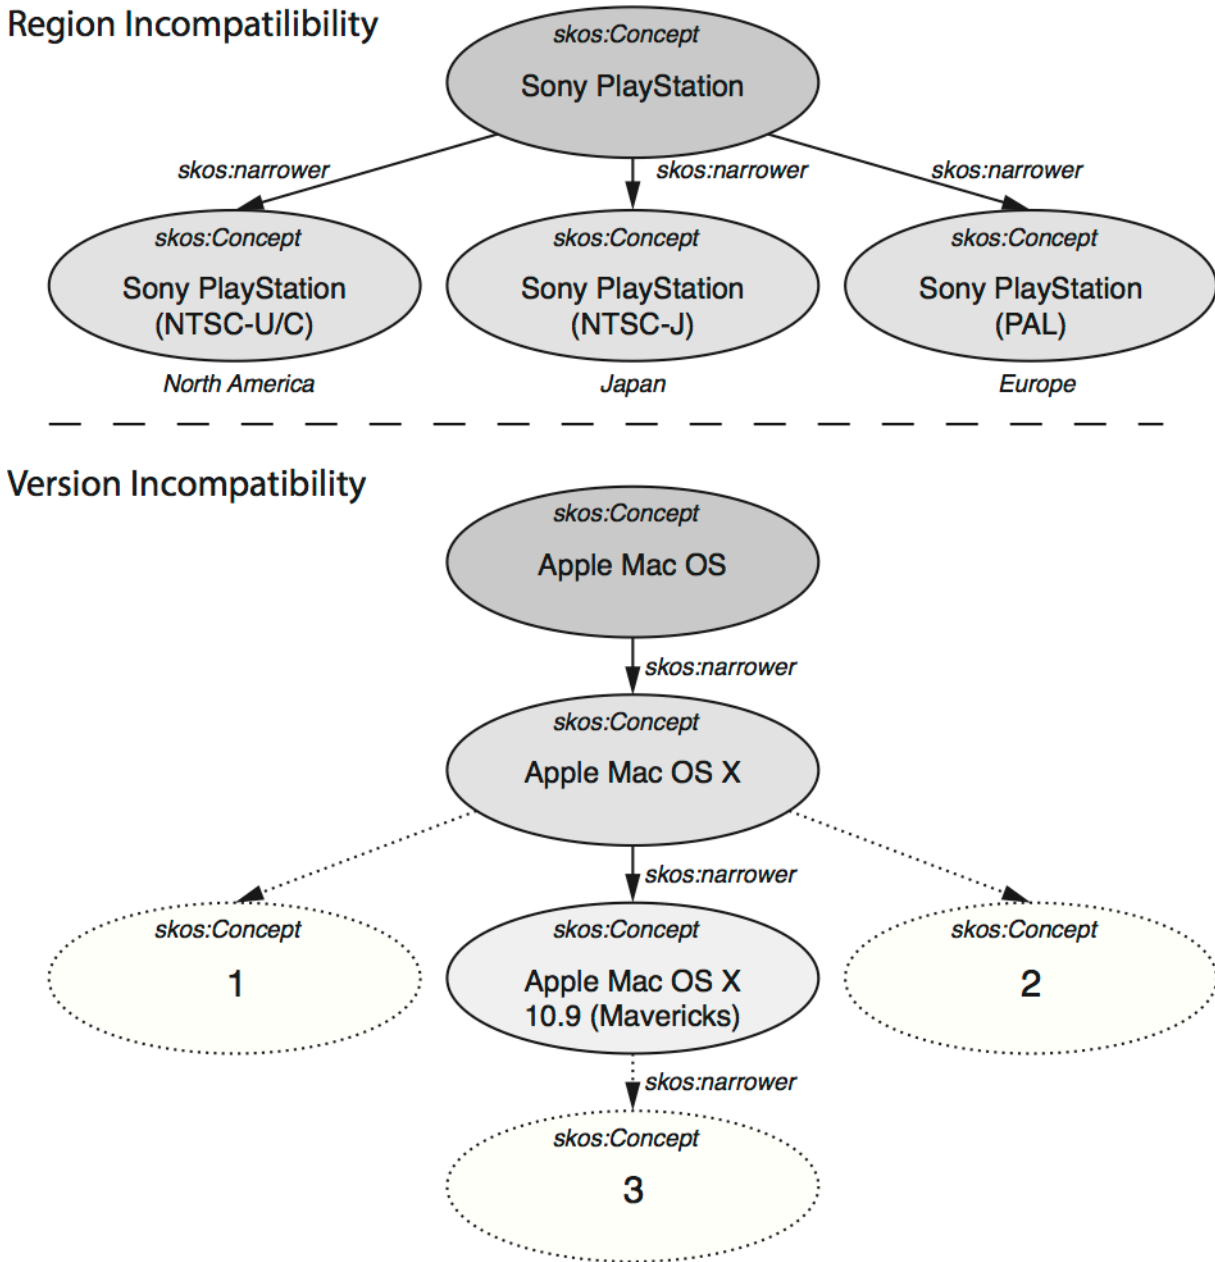 Region Incompatilibility
skos:Concept
Sony PlayStation
skos:narrower
skos:narrower
skos:narrower
skos:Concept
Sony PlayStation
(NTSC-U/C)
North America
skos:Concept
Sony PlayStation
(NTSC-J)
Japan
skos:Concept
Sony PlayStation
(PAL)
Europe
Version Incompatibility
skos:Concept
Apple Mac OS
skos:narrower
skos:Concept
Apple Mac OS X
skos:narrower
skos:Concept
1
skos:Concept
Apple Mac OS X
10.9 (Mavericks)
skos:Concept
2
skos:narrower
skos:Concept
3